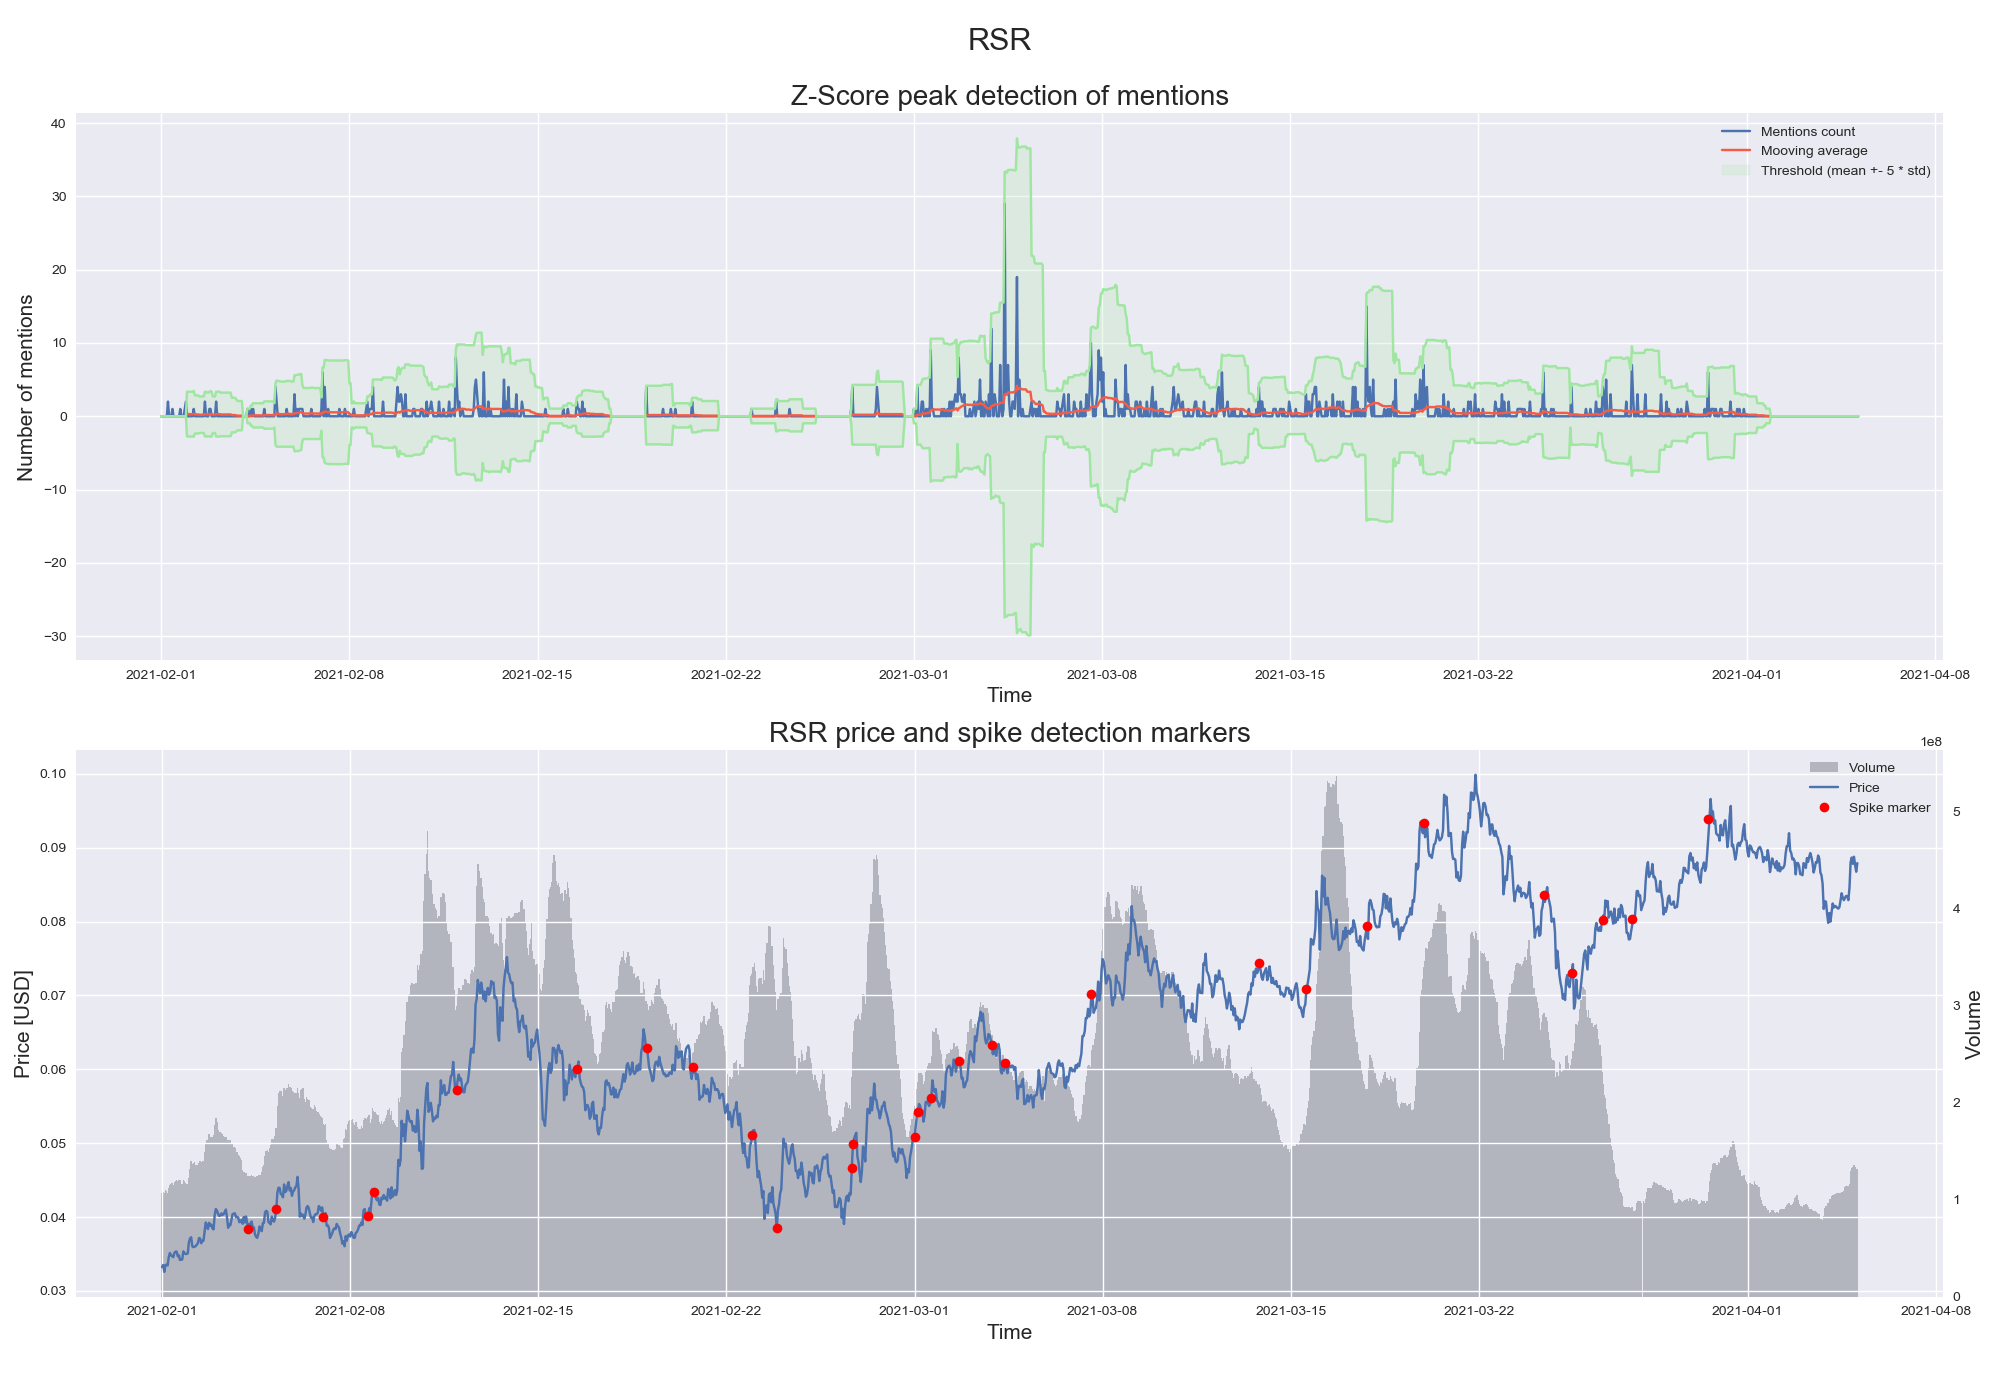 RSR
Z-Score peak detection of mentions
Number of mentions
40
30
20
10
0
−10
−20
−30
Mentions count
Mooving average
Threshold (mean +- 5 * std)
2021-02-01 2021-02-08 2021-02-15 2021-02-22 2021-03-01 2021-03-08 2021-03-15 2021-03-22 2021-04-01 2021-04-08
Time
RSR price and spike detection markers
1e8
Price [USD]
0.10
0.09
0.08
0.07
0.06
0.05
0.04
0.03
Volume
Price
Spike marker
5
4
3
2
1
0
Volume
2021-02-01 2021-02-08 2021-02-15 2021-02-22 2021-03-01 2021-03-08 2021-03-15 2021-03-22 2021-04-01 2021-04-08
Time